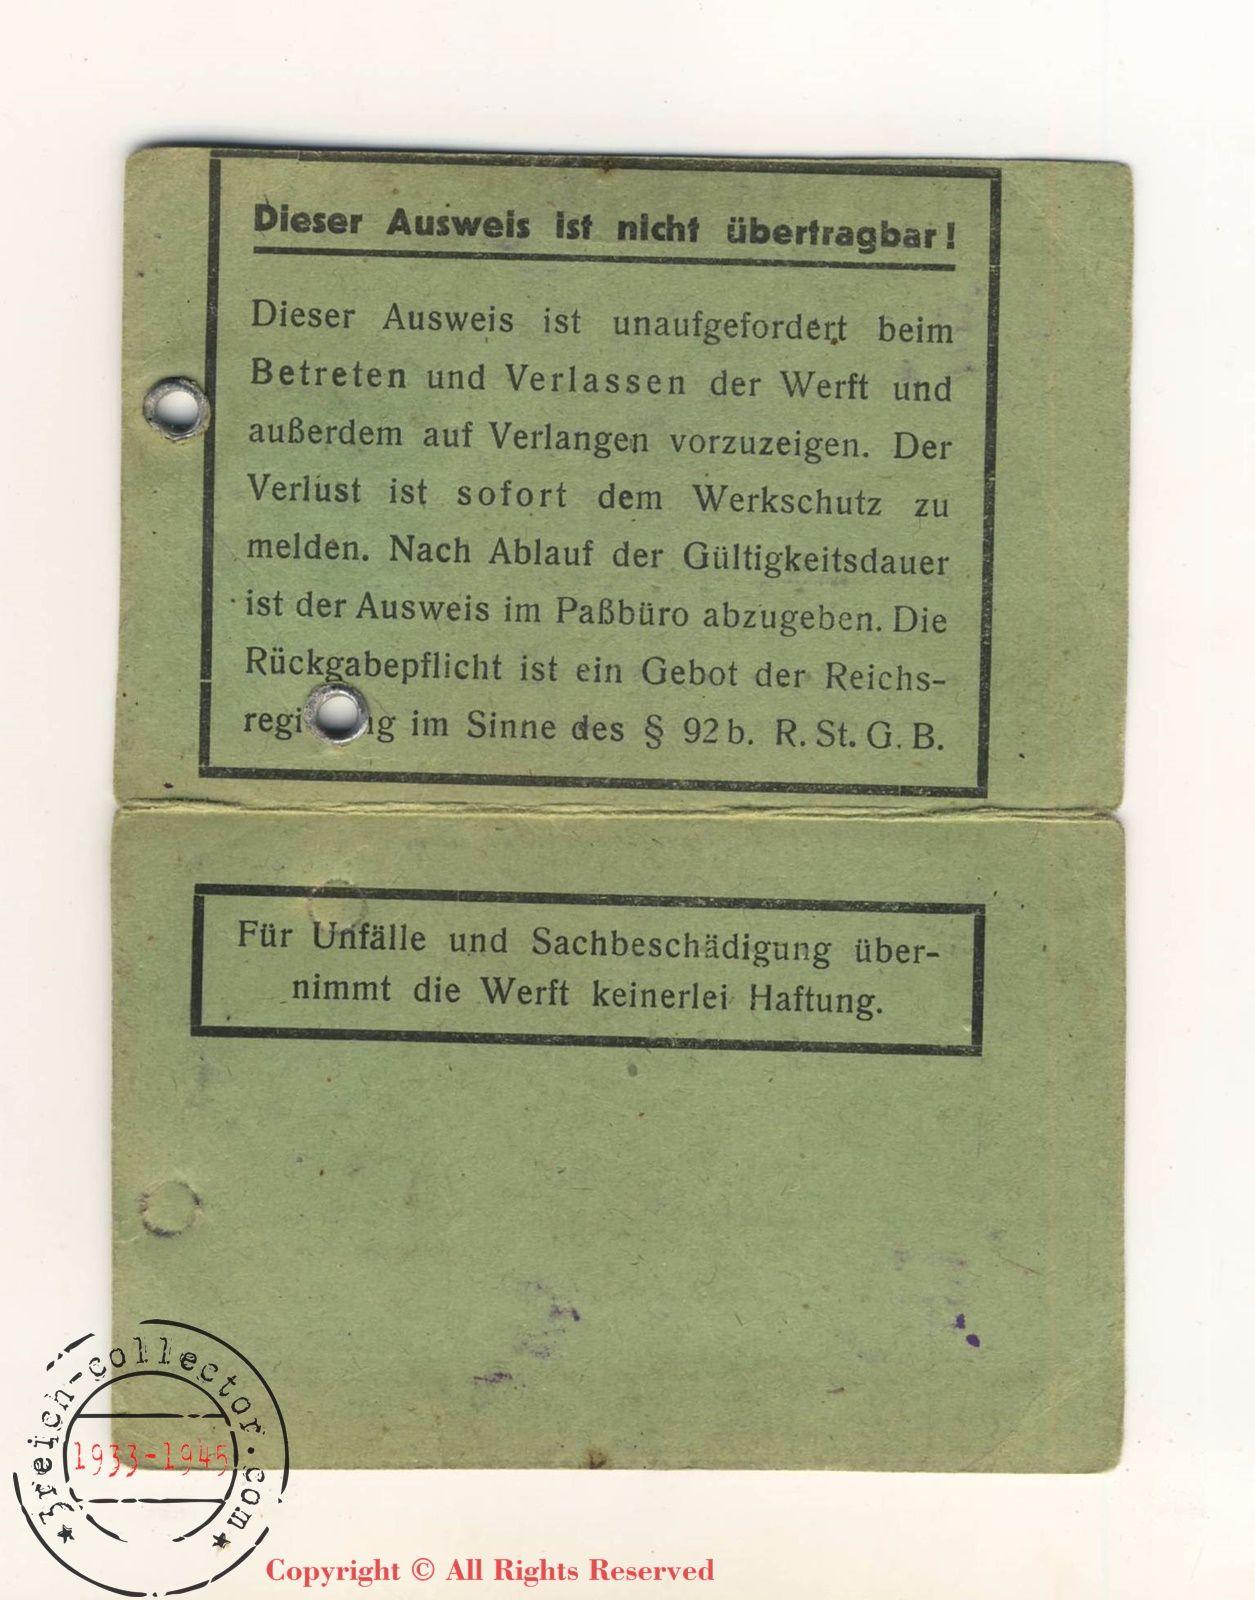 Dieser Ausweis ist nicht übertragbar!
Dieser Ausweis ist unaufgefordert beim
Betreten und Verlassen der Werft und
außerdem auf Verlangen vorzuzeigen. Der
Verlust ist sofort dem Werkschutz zu
melden. Nach Ablauf der Gültigkeitsdauer
ist der Ausweis im Paßbüro abzugeben. Die
Rückgabepflicht ist ein Gebot der Reichs-
im Sinne des § 92 b. R. St. G. B.
Für Unfälle und Sachbeschädigung über-
nimmt die Werft keinerlei Haftung.
3reich-collector.com
1933-1945
Copyright © All Rights Reserved